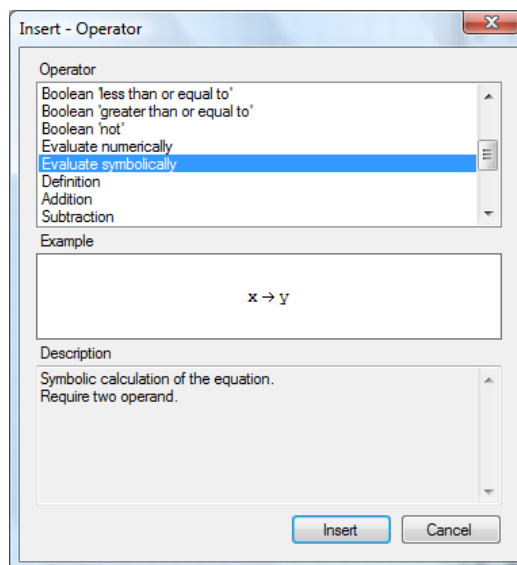 Insert - Operator
Operator
Boolean 'less than or equal to'
Boolean 'greater than or equal to'
Boolean 'not'
Evaluate numerically
Evaluate symbolically
Definition
Addition
Subtraction
Example
x → y
Description
Symbolic calculation of the equation.
Require two operand.
Insert
Cancel